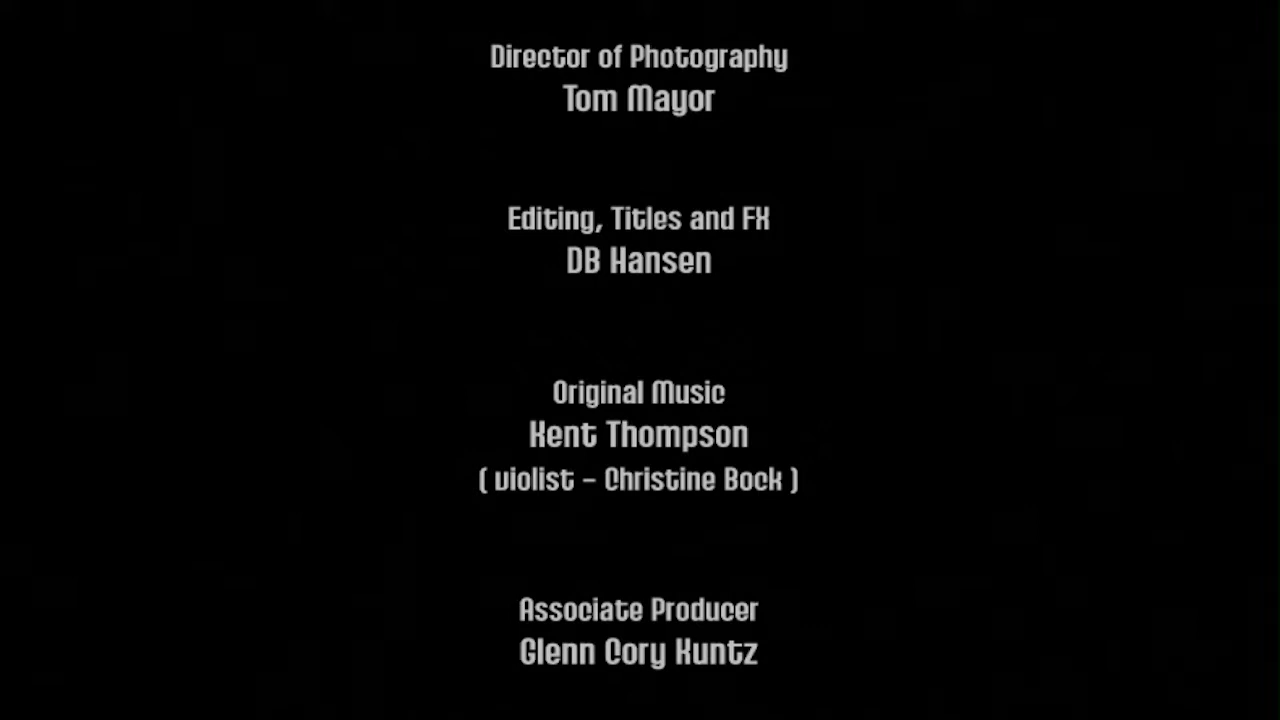 Director of Photography
Tom Mayor
Editing, Titles and FX
DB Hansen
Original Music
Kent Thompson
( violist - Christine Bock )
Associate Producer
Glenn Cory Kuntz